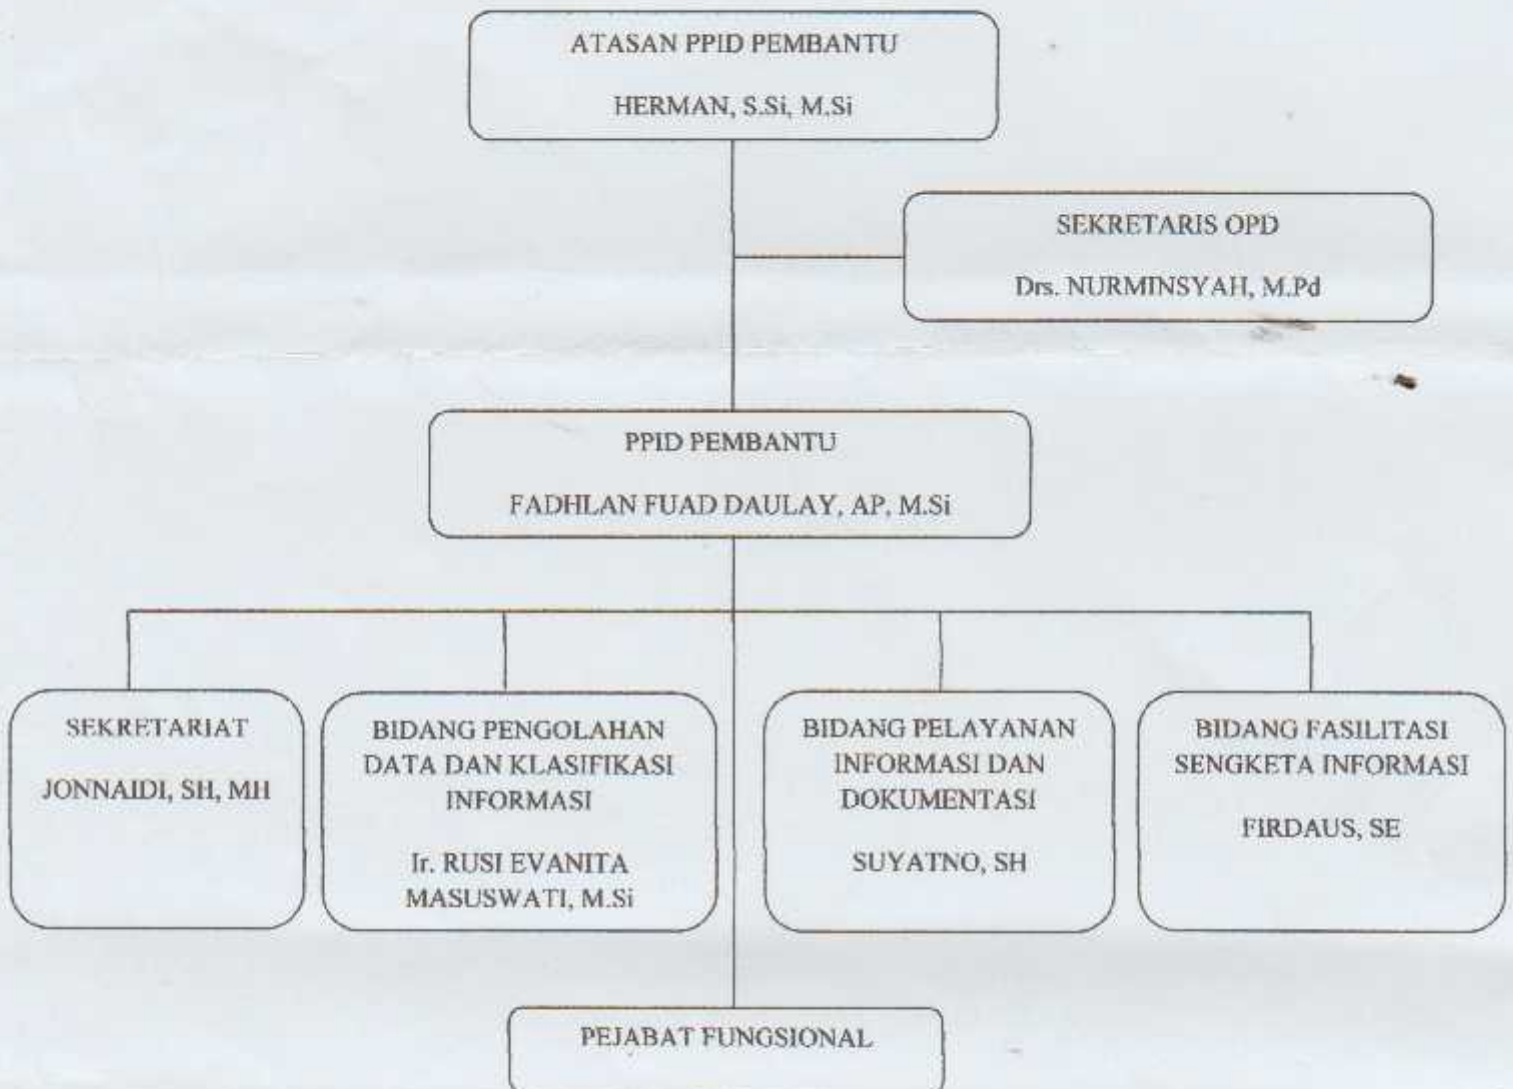 ATASAN PPID PEMBANTU
HERMAN, S.Si, M.Si
SEKRETARIS OPD
Drs. NURMINSYAH, M.Pd
PPID PEMBANTU
FADHLAN FUAD DAULAY, AP, M.Si
SEKRETARIAT
JONNAIDI, SH, MH
BIDANG PENGOLAHAN
DATA DAN KLASIFIKASI
INFORMASI
Ir. RUSI EVANITA
MASUSWATI, M.Si
BIDANG PELAYANAN
INFORMASI DAN
DOKUMENTASI
SUYATNO, SH
BIDANG FASILITASI
SENGKETA INFORMASI
FIRDAUS, SE
PEJABAT FUNGSIONAL